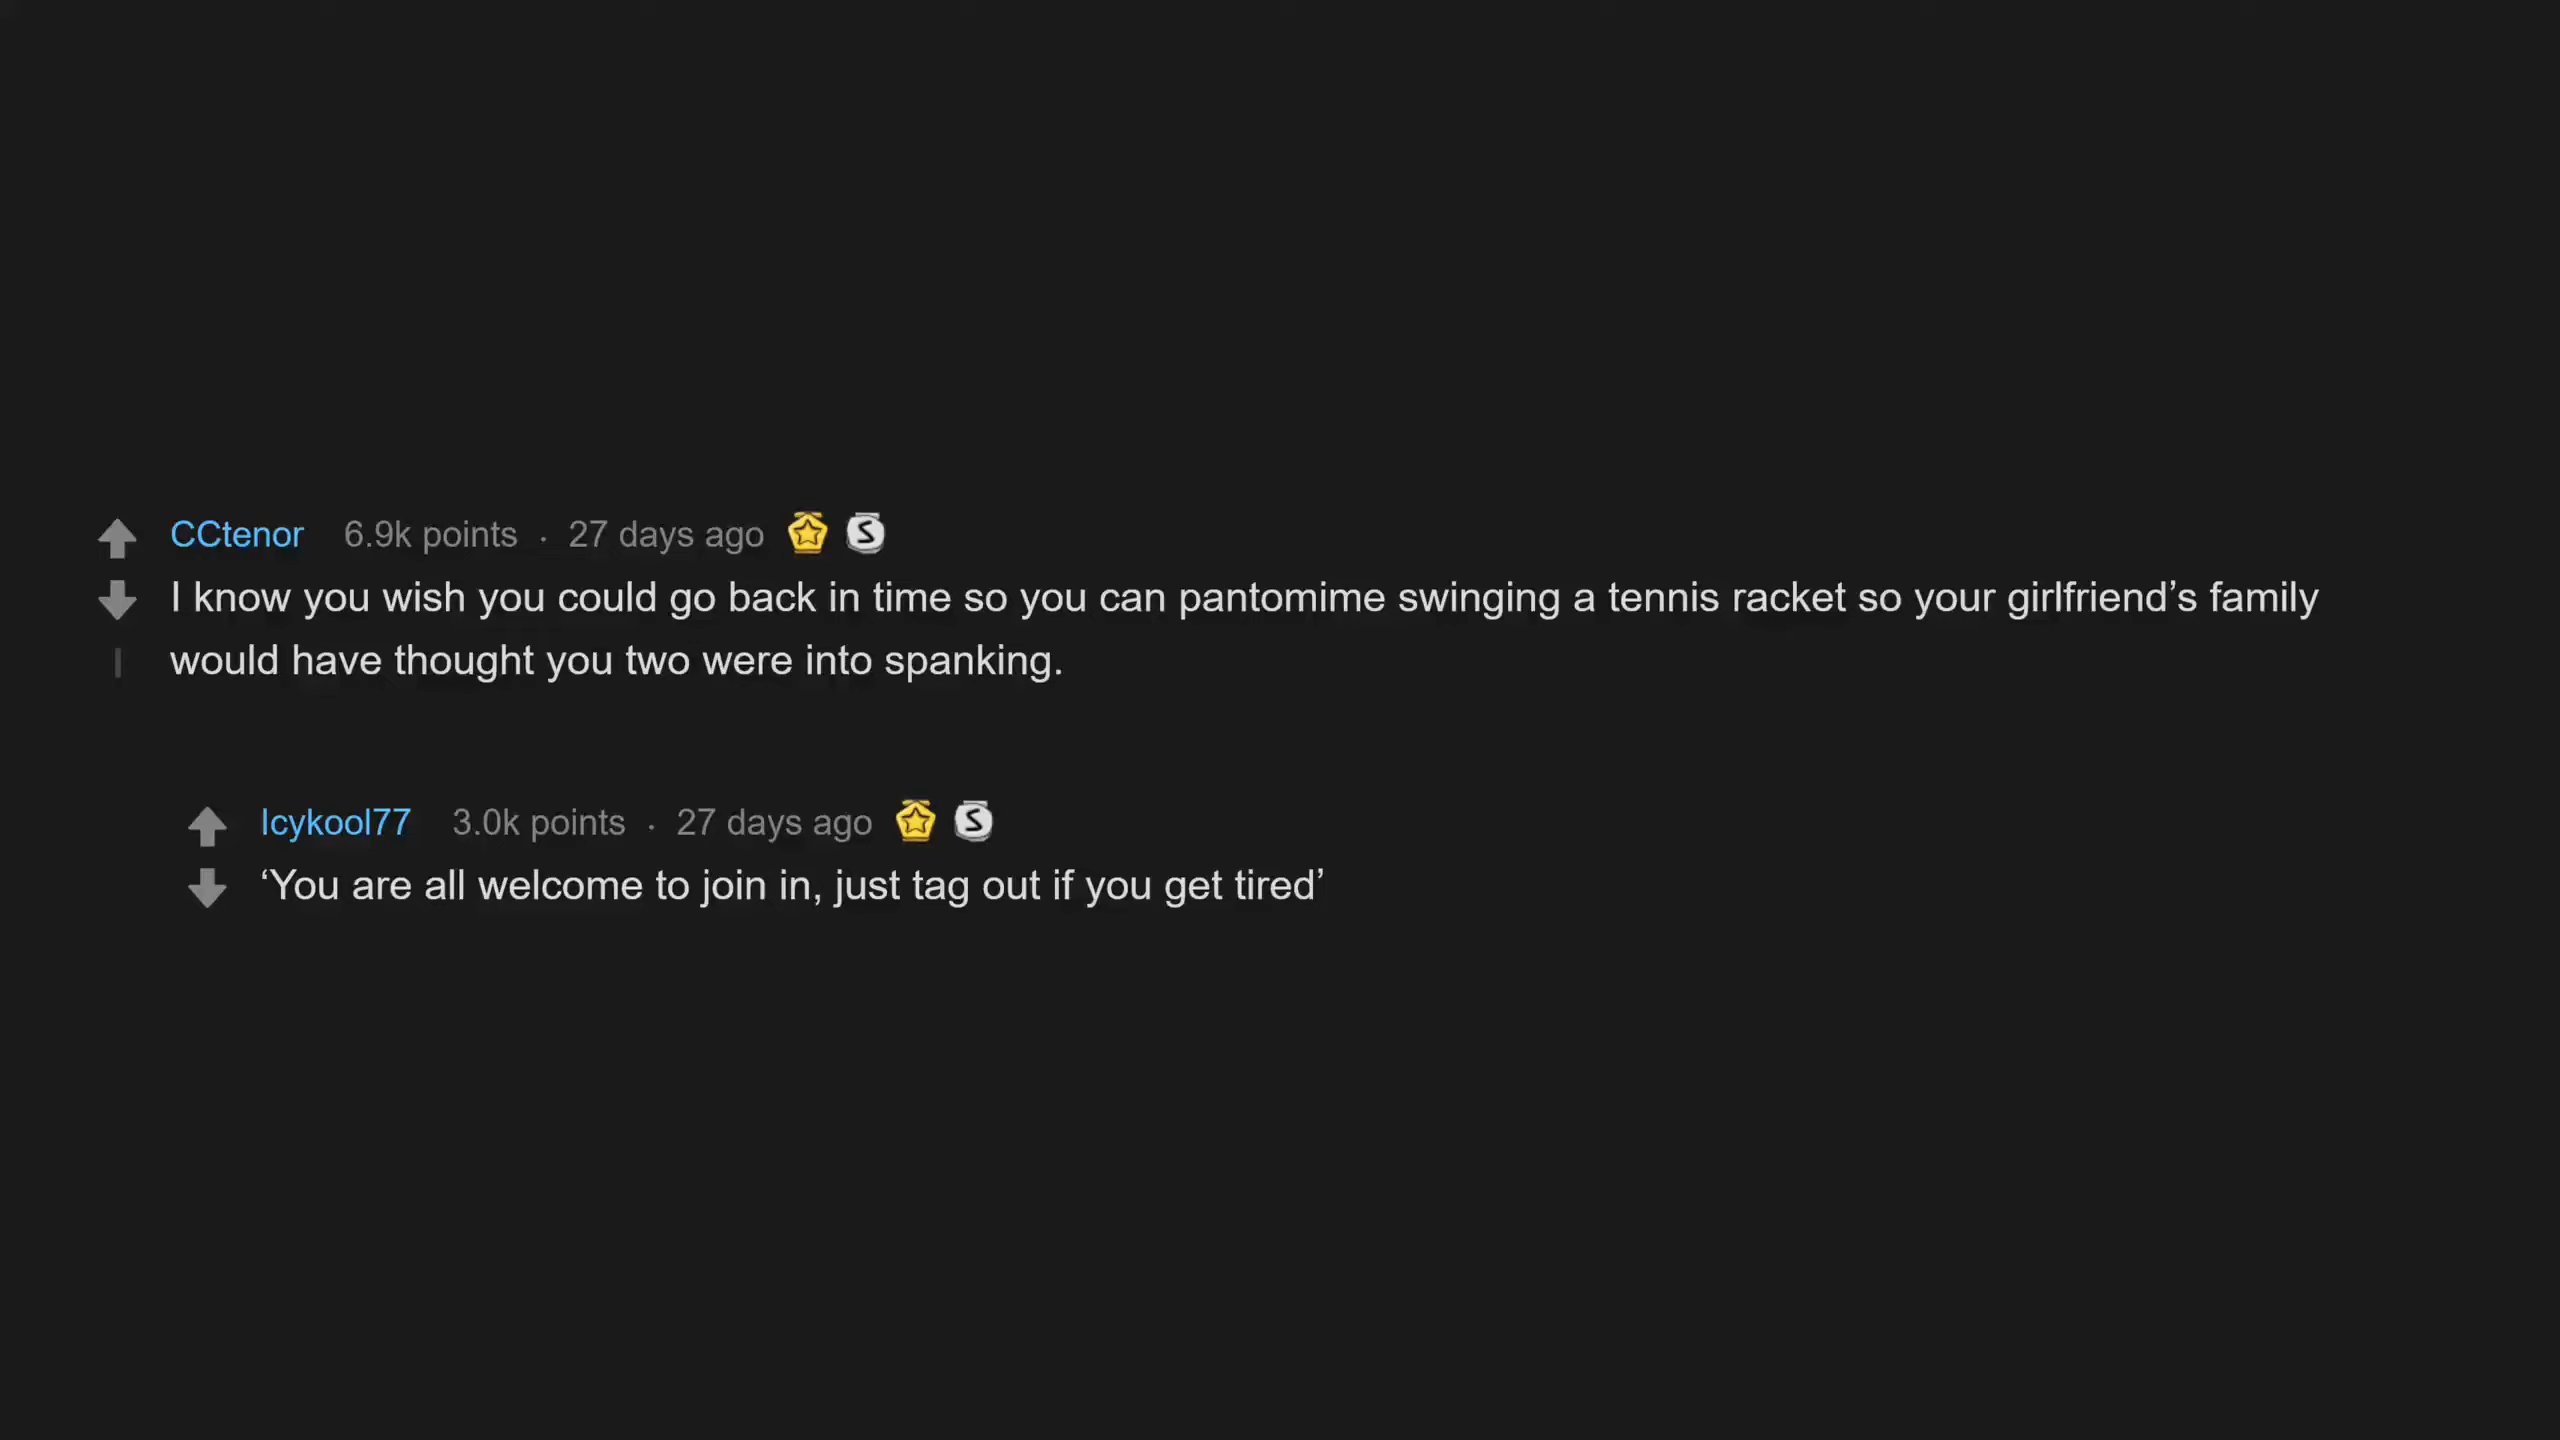 CCtenor 6.9k points · 27 days ago S
I know you wish you could go back in time so you can pantomime swinging a tennis racket so your girlfriend’s family
would have thought you two were into spanking.
Icykool77 3.0k points · 27 days ago S
‘You are all welcome to join in, just tag out if you get tired’